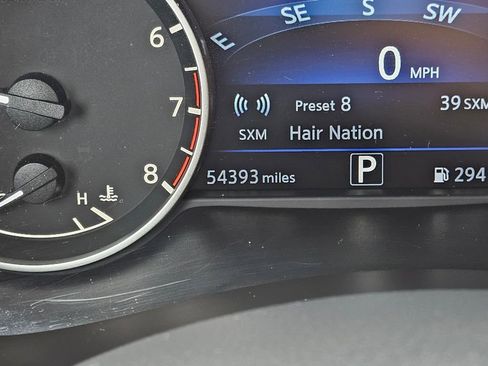 E SE S SW
6
0 MPH
7
Preset 8 39 SXM
SXM Hair Nation
8
54393 miles P 294
H